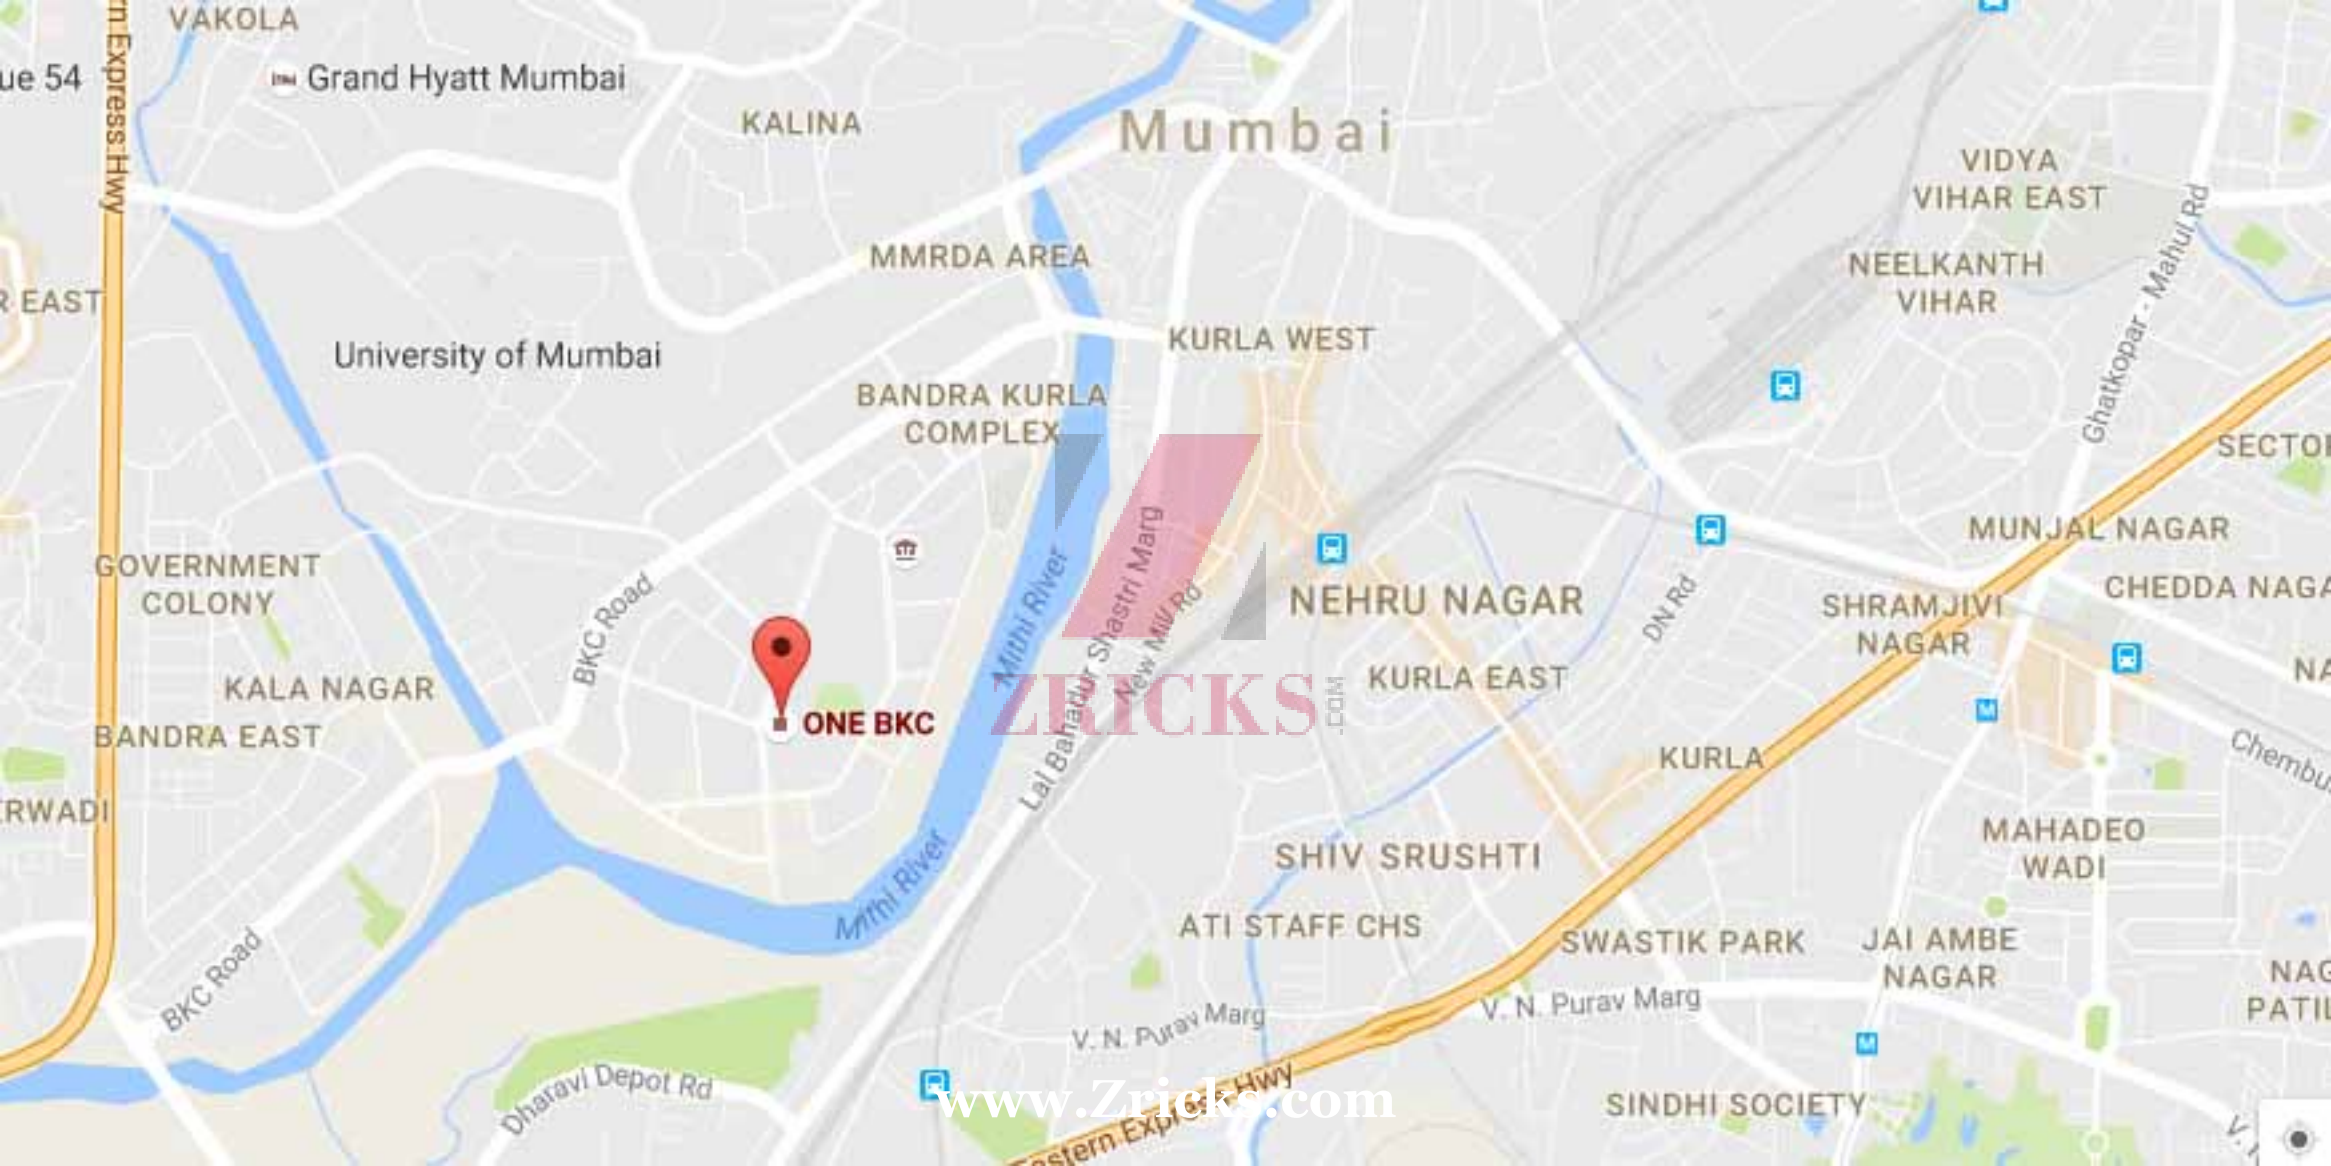 VAKOLA
rn Express Hwy
ue 54
Grand Hyatt Mumbai
KALINA
Mumbai
VIDYA
VIHAR EAST
MMRDA AREA
NEELKANTH
VIHAR
Ghatkopar - Mahul Rd
R EAST
University of Mumbai
KURLA WEST
BANDRA KURLA
COMPLEX
SECTOR
MUNJAL NAGAR
GOVERNMENT
COLONY
BKC Road
Mithi River
Lal Bahadur Shastri Marg
New Mill Rd
NEHRU NAGAR
DN Rd
SHRAMJIVI
NAGAR
CHEDDA NAGA
KURLA EAST
NA
KALA NAGAR
ZRICKS.COM
ONE BKC
BANDRA EAST
KURLA
Chembu
ERWADI
MAHADEO
WADI
SHIV SRUSHTI
Mithi River
ATI STAFF CHS
SWASTIK PARK
JAI AMBE
NAGAR
BKC Road
NAG
PATIL
V. N. Purav Marg
V. N. Purav Marg
Dharavi Depot Rd
www.Zricks.com
Eastern Express Hwy
SINDHI SOCIETY
M
M